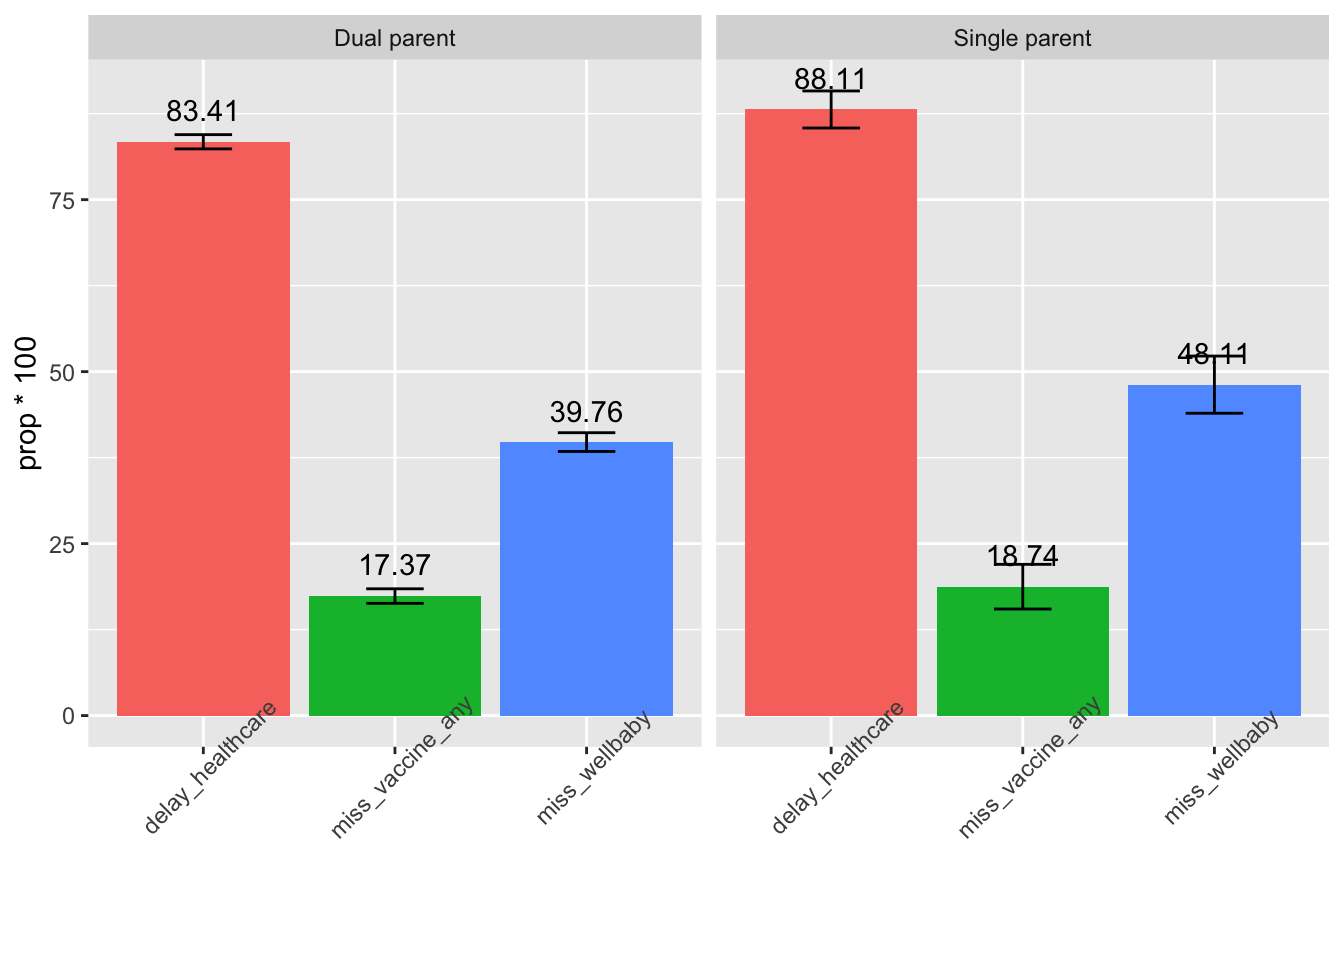 Dual parent
Single parent
prop * 100
75
50
25
0
83.41
17.37
39.76
88.11
18.74
48.11
delay_healthcare
miss_vaccine_any
miss_wellbaby
delay_healthcare
miss_vaccine_any
miss_wellbaby